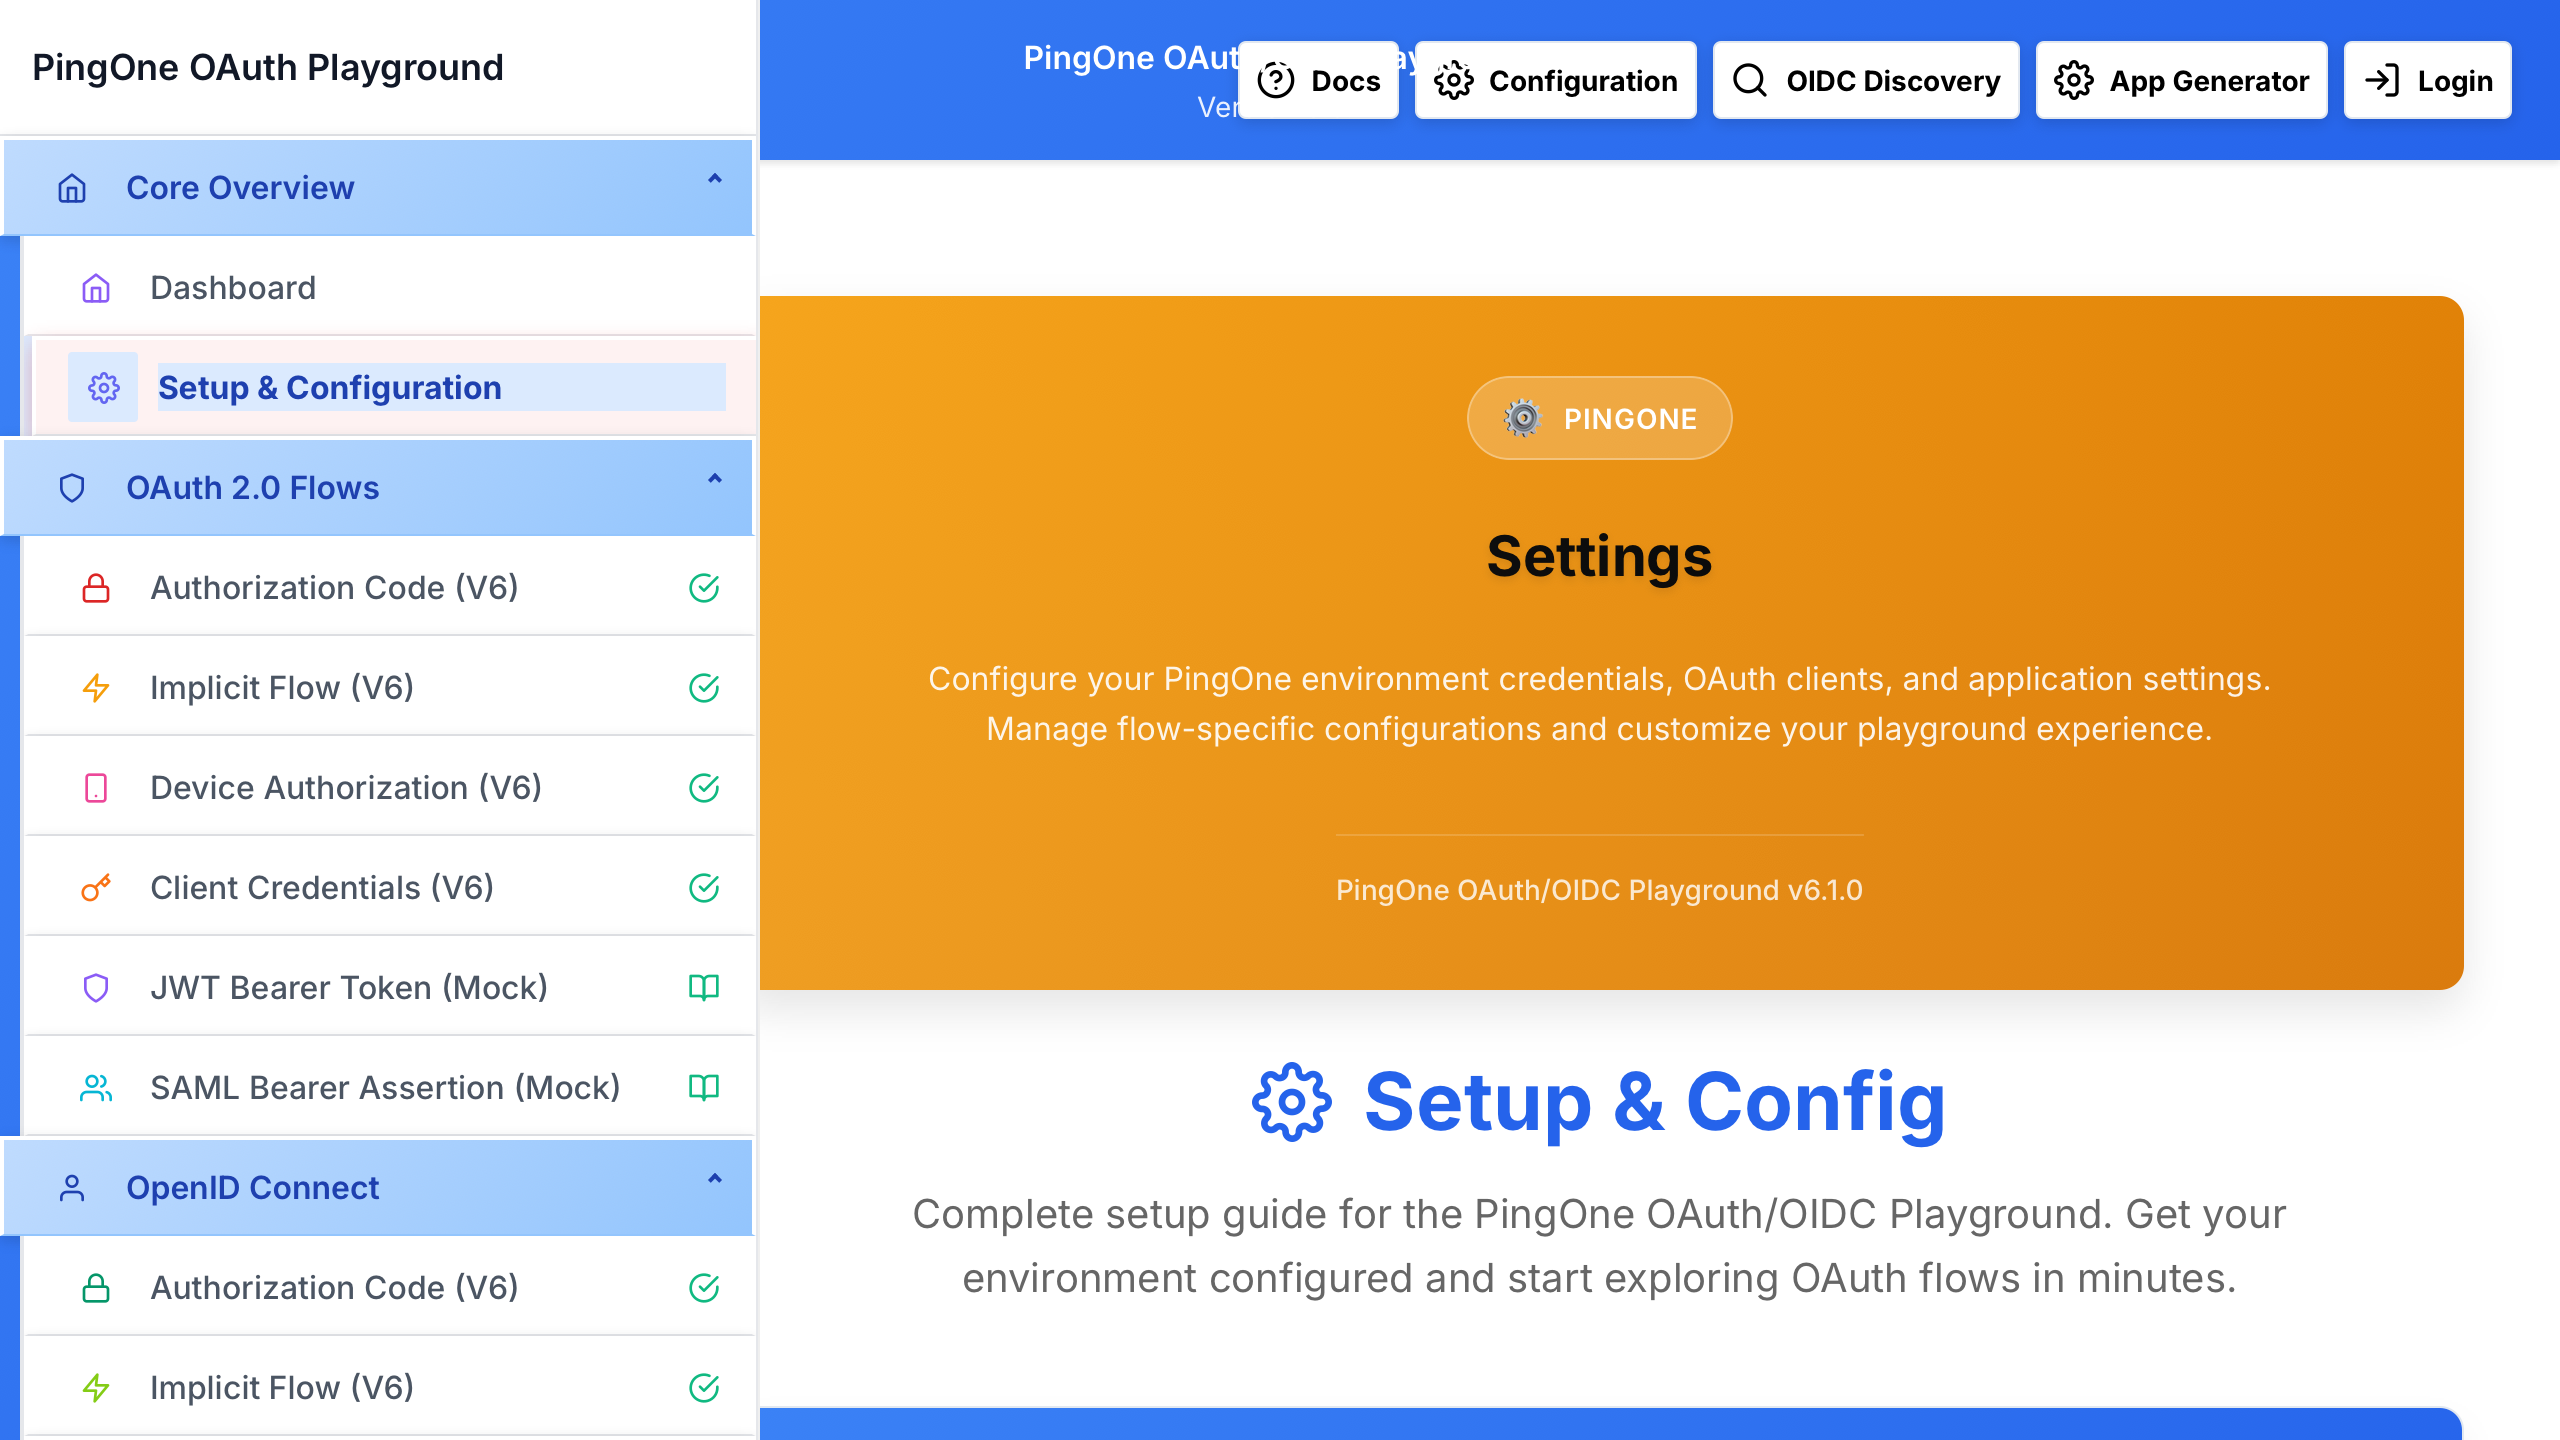 PingOne OAuth Playground
Core Overview
Dashboard
Setup & Configuration
OAuth 2.0 Flows
Authorization Code (V6)
Implicit Flow (V6)
Device Authorization (V6)
Client Credentials (V6)
JWT Bearer Token (Mock)
SAML Bearer Assertion (Mock)
OpenID Connect
Authorization Code (V6)
Implicit Flow (V6)
PingOne
Docs
Configuration
OIDC Discovery
App Generator
Login
PINGONE
Settings
Configure your PingOne environment credentials, OAuth clients, and application settings.
Manage flow-specific configurations and customize your playground experience.
PingOne OAuth/OIDC Playground v6.1.0
Setup & Config
Complete setup guide for the PingOne OAuth/OIDC Playground. Get your
environment configured and start exploring OAuth flows in minutes.